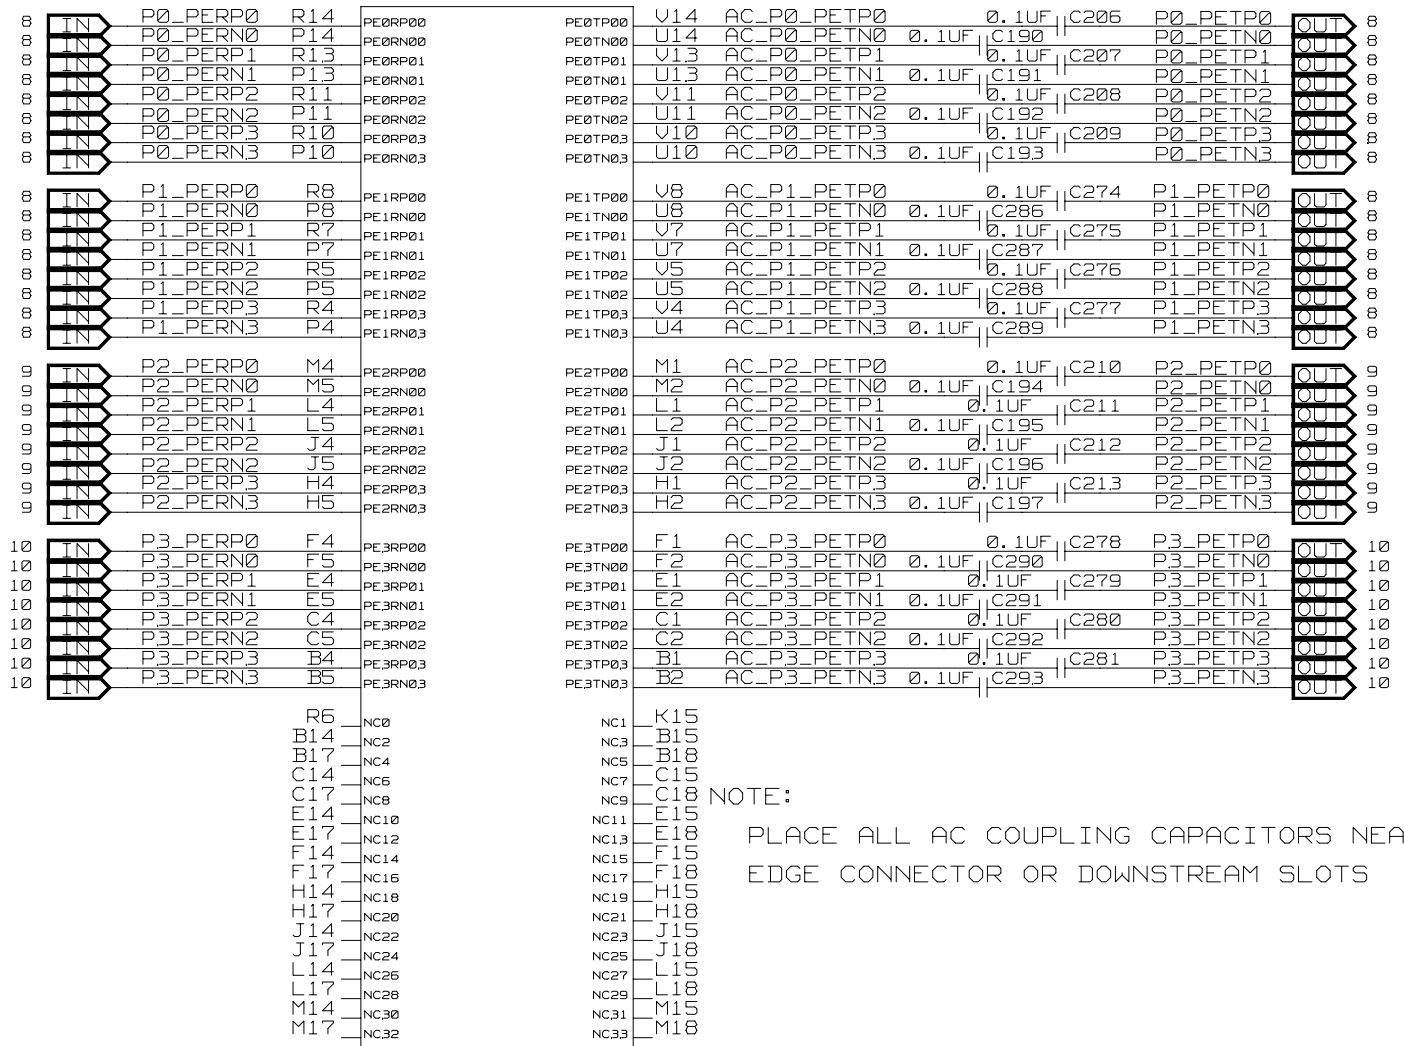 8 IN P0_PERP0 R14 PE0RP00 PE0TP00 V14 AC_P0_PETP0 0.1UF C206 P0_PETP0 OUT 8
8 IN P0_PERN0 P14 PE0RN00 PE0TN00 U14 AC_P0_PETN0 0.1UF C190 P0_PETN0 OUT 8
8 IN P0_PERP1 R13 PE0RP01 PE0TP01 V13 AC_P0_PETP1 0.1UF C207 P0_PETP1 OUT 8
8 IN P0_PERN1 P13 PE0RN01 PE0TN01 U13 AC_P0_PETN1 0.1UF C191 P0_PETN1 OUT 8
8 IN P0_PERP2 R11 PE0RP02 PE0TP02 V11 AC_P0_PETP2 0.1UF C208 P0_PETP2 OUT 8
8 IN P0_PERN2 P11 PE0RN02 PE0TN02 U11 AC_P0_PETN2 0.1UF C192 P0_PETN2 OUT 8
8 IN P0_PERP3 R10 PE0RP03 PE0TP03 V10 AC_P0_PETP3 0.1UF C209 P0_PETP3 OUT 8
8 IN P0_PERN3 P10 PE0RN03 PE0TN03 U10 AC_P0_PETN3 0.1UF C193 P0_PETN3 OUT 8
8 IN P1_PERP0 R8 PE1RP00 PE1TP00 V8 AC_P1_PETP0 0.1UF C274 P1_PETP0 OUT 8
8 IN P1_PERN0 P8 PE1RN00 PE1TN00 U8 AC_P1_PETN0 0.1UF C286 P1_PETN0 OUT 8
8 IN P1_PERP1 R7 PE1RP01 PE1TP01 V7 AC_P1_PETP1 0.1UF C275 P1_PETP1 OUT 8
8 IN P1_PERN1 P7 PE1RN01 PE1TN01 U7 AC_P1_PETN1 0.1UF C287 P1_PETN1 OUT 8
8 IN P1_PERP2 R5 PE1RP02 PE1TP02 V5 AC_P1_PETP2 0.1UF C276 P1_PETP2 OUT 8
8 IN P1_PERN2 P5 PE1RN02 PE1TN02 U5 AC_P1_PETN2 0.1UF C288 P1_PETN2 OUT 8
8 IN P1_PERP3 R4 PE1RP03 PE1TP03 V4 AC_P1_PETP3 0.1UF C277 P1_PETP3 OUT 8
8 IN P1_PERN3 P4 PE1RN03 PE1TN03 U4 AC_P1_PETN3 0.1UF C289 P1_PETN3 OUT 8
9 IN P2_PERP0 M4 PE2RP00 PE2TP00 M1 AC_P2_PETP0 0.1UF C210 P2_PETP0 OUT 9
9 IN P2_PERN0 M5 PE2RN00 PE2TN00 M2 AC_P2_PETN0 0.1UF C194 P2_PETN0 OUT 9
9 IN P2_PERP1 L4 PE2RP01 PE2TP01 L1 AC_P2_PETP1 0.1UF C211 P2_PETP1 OUT 9
9 IN P2_PERN1 L5 PE2RN01 PE2TN01 L2 AC_P2_PETN1 0.1UF C195 P2_PETN1 OUT 9
9 IN P2_PERP2 J4 PE2RP02 PE2TP02 J1 AC_P2_PETP2 0.1UF C212 P2_PETP2 OUT 9
9 IN P2_PERN2 J5 PE2RN02 PE2TN02 J2 AC_P2_PETN2 0.1UF C196 P2_PETN2 OUT 9
9 IN P2_PERP3 H4 PE2RP03 PE2TP03 H1 AC_P2_PETP3 0.1UF C213 P2_PETP3 OUT 9
9 IN P2_PERN3 H5 PE2RN03 PE2TN03 H2 AC_P2_PETN3 0.1UF C197 P2_PETN3 OUT 9
10 IN P3_PERP0 F4 PE3RP00 PE3TP00 F1 AC_P3_PETP0 0.1UF C278 P3_PETP0 OUT 10
10 IN P3_PERN0 F5 PE3RN00 PE3TN00 F2 AC_P3_PETN0 0.1UF C290 P3_PETN0 OUT 10
10 IN P3_PERP1 E4 PE3RP01 PE3TP01 E1 AC_P3_PETP1 0.1UF C279 P3_PETP1 OUT 10
10 IN P3_PERN1 E5 PE3RN01 PE3TN01 E2 AC_P3_PETN1 0.1UF C291 P3_PETN1 OUT 10
10 IN P3_PERP2 C4 PE3RP02 PE3TP02 C1 AC_P3_PETP2 0.1UF C280 P3_PETP2 OUT 10
10 IN P3_PERN2 C5 PE3RN02 PE3TN02 C2 AC_P3_PETN2 0.1UF C292 P3_PETN2 OUT 10
10 IN P3_PERP3 B4 PE3RP03 PE3TP03 B1 AC_P3_PETP3 0.1UF C281 P3_PETP3 OUT 10
10 IN P3_PERN3 B5 PE3RN03 PE3TN03 B2 AC_P3_PETN3 0.1UF C293 P3_PETN3 OUT 10
R6 NC0 NC1 K15
B14 NC2 NC3 B15
B17 NC4 NC5 B18
C14 NC6 NC7 C15
C17 NC8 NC9 C18
E14 NC10 NC11 E15
E17 NC12 NC13 E18
F14 NC14 NC15 F15
F17 NC16 NC17 F18
H14 NC18 NC19 H15
H17 NC20 NC21 H18
J14 NC22 NC23 J15
J17 NC24 NC25 J18
L14 NC26 NC27 L15
L17 NC28 NC29 L18
M14 NC30 NC31 M15
M17 NC32 NC33 M18
NOTE:
PLACE ALL AC COUPLING CAPACITORS NEA
EDGE CONNECTOR OR DOWNSTREAM SLOTS